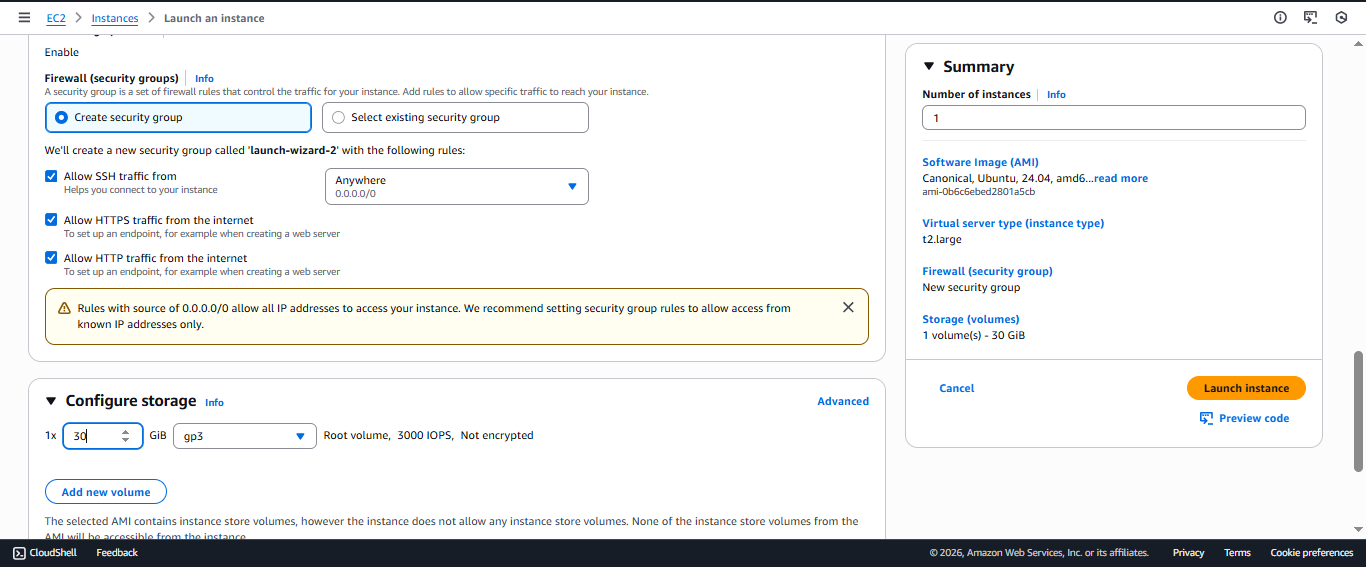 EC2 > Instances > Launch an instance
Enable
Firewall (security groups) Info
A security group is a set of firewall rules that control the traffic for your instance. Add rules to allow specific traffic to reach your instance.
Create security group
Select existing security group
We'll create a new security group called 'launch-wizard-2' with the following rules:
Allow SSH traffic from
Helps you connect to your instance
Anywhere
0.0.0.0/0
Allow HTTPS traffic from the internet
To set up an endpoint, for example when creating a web server
Allow HTTP traffic from the internet
To set up an endpoint, for example when creating a web server
Rules with source of 0.0.0.0/0 allow all IP addresses to access your instance. We recommend setting security group rules to allow access from
known IP addresses only.
Configure storage Info
Advanced
1x 30 GiB gp3 Root volume, 3000 IOPS, Not encrypted
Add new volume
The selected AMI contains instance store volumes, however the instance does not allow any instance store volumes. None of the instance store volumes from the
AMI will be accessible from the instance
Summary
Number of instances Info
1
Software Image (AMI)
Canonical, Ubuntu, 24.04, amd6...read more
ami-0b6c6ebed2801a5cb
Virtual server type (instance type)
t2.large
Firewall (security group)
New security group
Storage (volumes)
1 volume(s) - 30 GiB
Cancel
Launch instance
Preview code
CloudShell Feedback
© 2026, Amazon Web Services, Inc. or its affiliates. Privacy Terms Cookie preferences